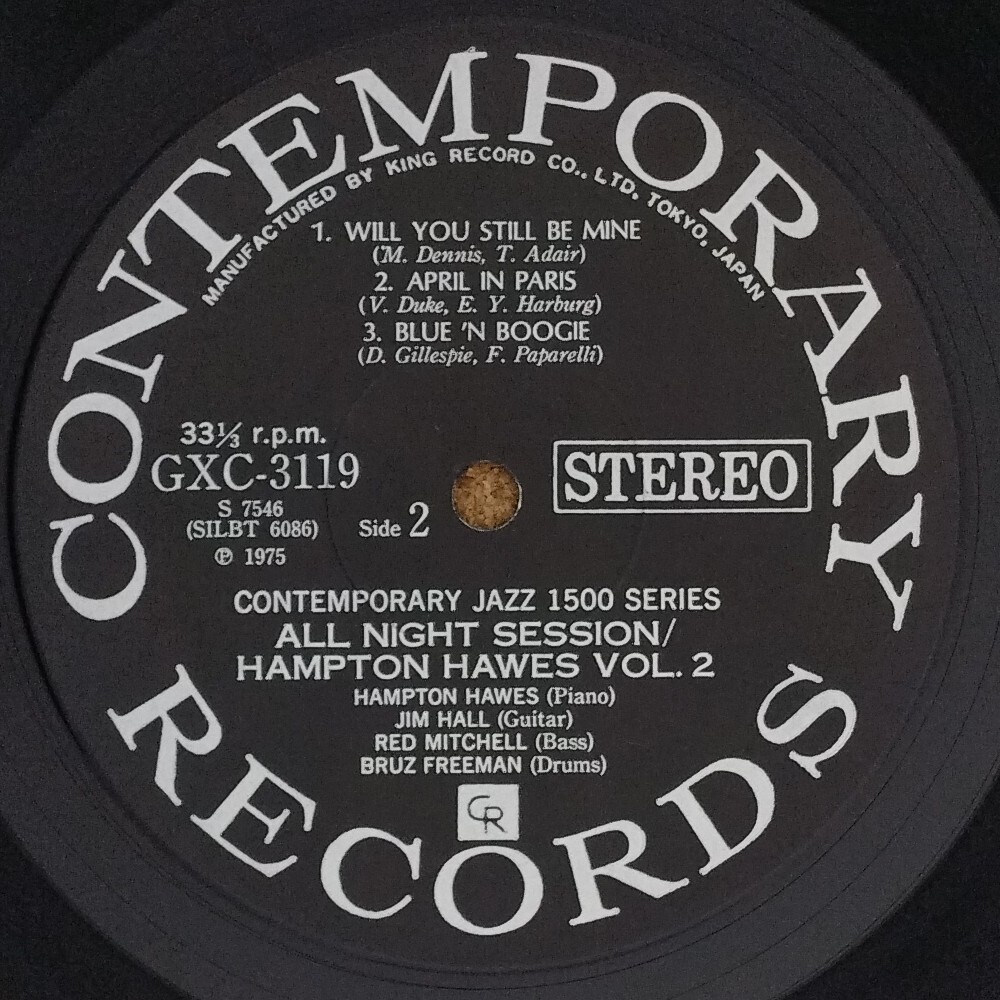 CONTEMPORARY
MANUFACTURED BY KING RECORD CO., LTD. TOKYO, JAPAN
1. WILL YOU STILL BE MINE
(M. Dennis, T. Adair)
2. APRIL IN PARIS
(V. Duke, E. Y. Harburg)
3. BLUE 'N BOOGIE
(D. Gillespie, F. Paparelli)
33⅓ r.p.m.
GXC-3119
S 7546
(SILBT 6086)
℗ 1975
Side 2
STEREO
CONTEMPORARY JAZZ 1500 SERIES
ALL NIGHT SESSION/
HAMPTON HAWES VOL. 2
HAMPTON HAWES (Piano)
JIM HALL (Guitar)
RED MITCHELL (Bass)
BRUZ FREEMAN (Drums)
CR
RECORDS